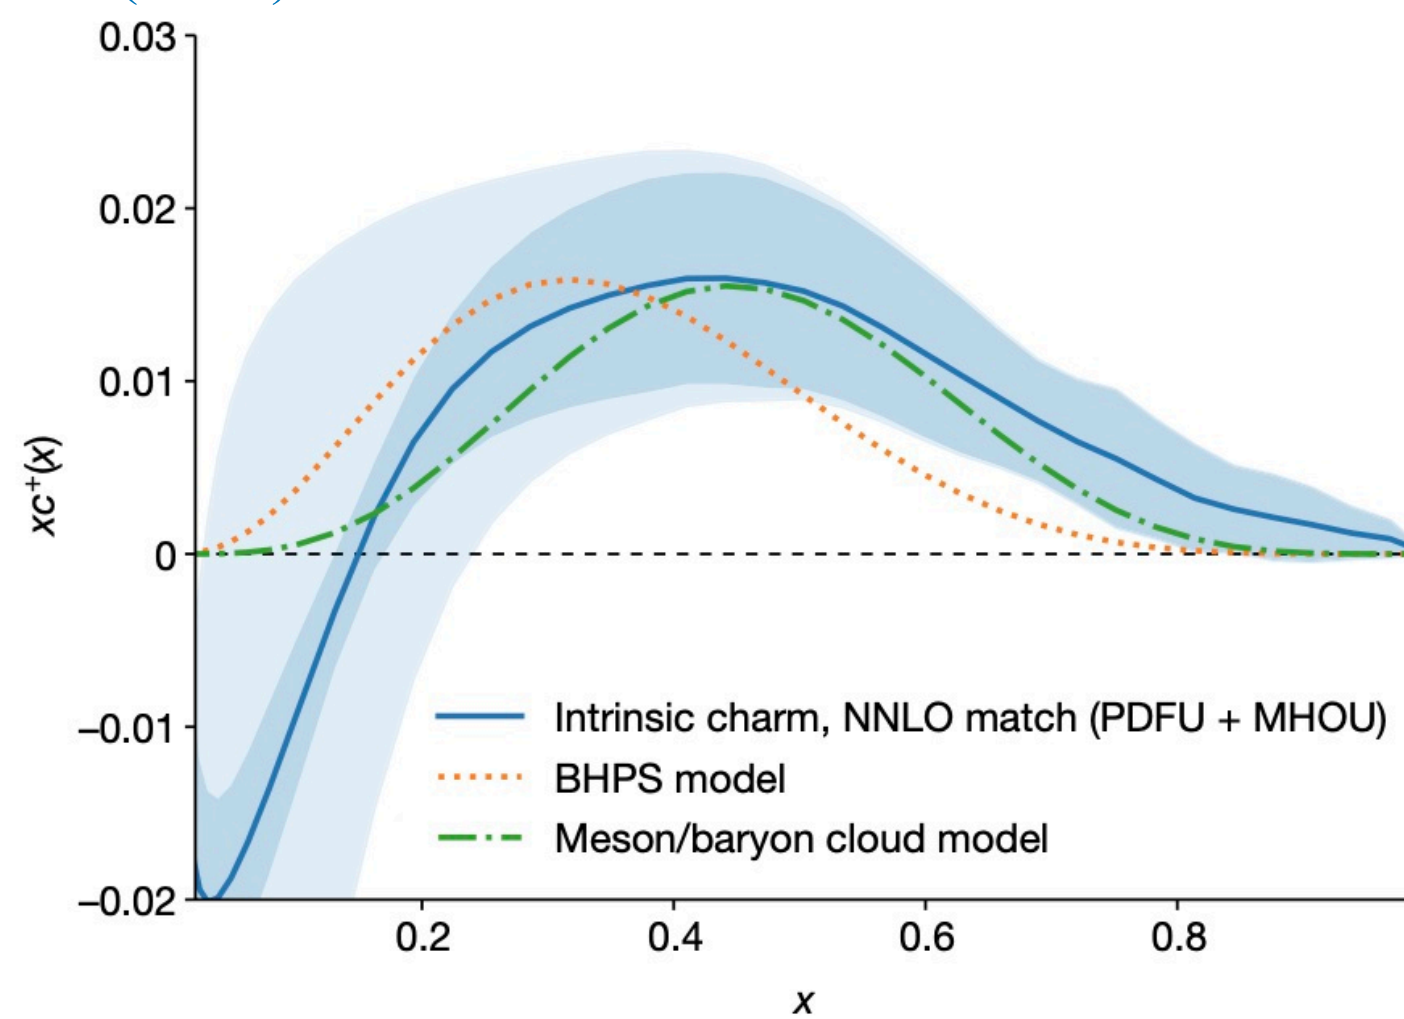 0.03
0.02
0.01
0
−0.01
−0.02
xc⁺(x)
Intrinsic charm, NNLO match (PDFU + MHOU)
BHPS model
Meson/baryon cloud model
0.2 0.4 0.6 0.8
x